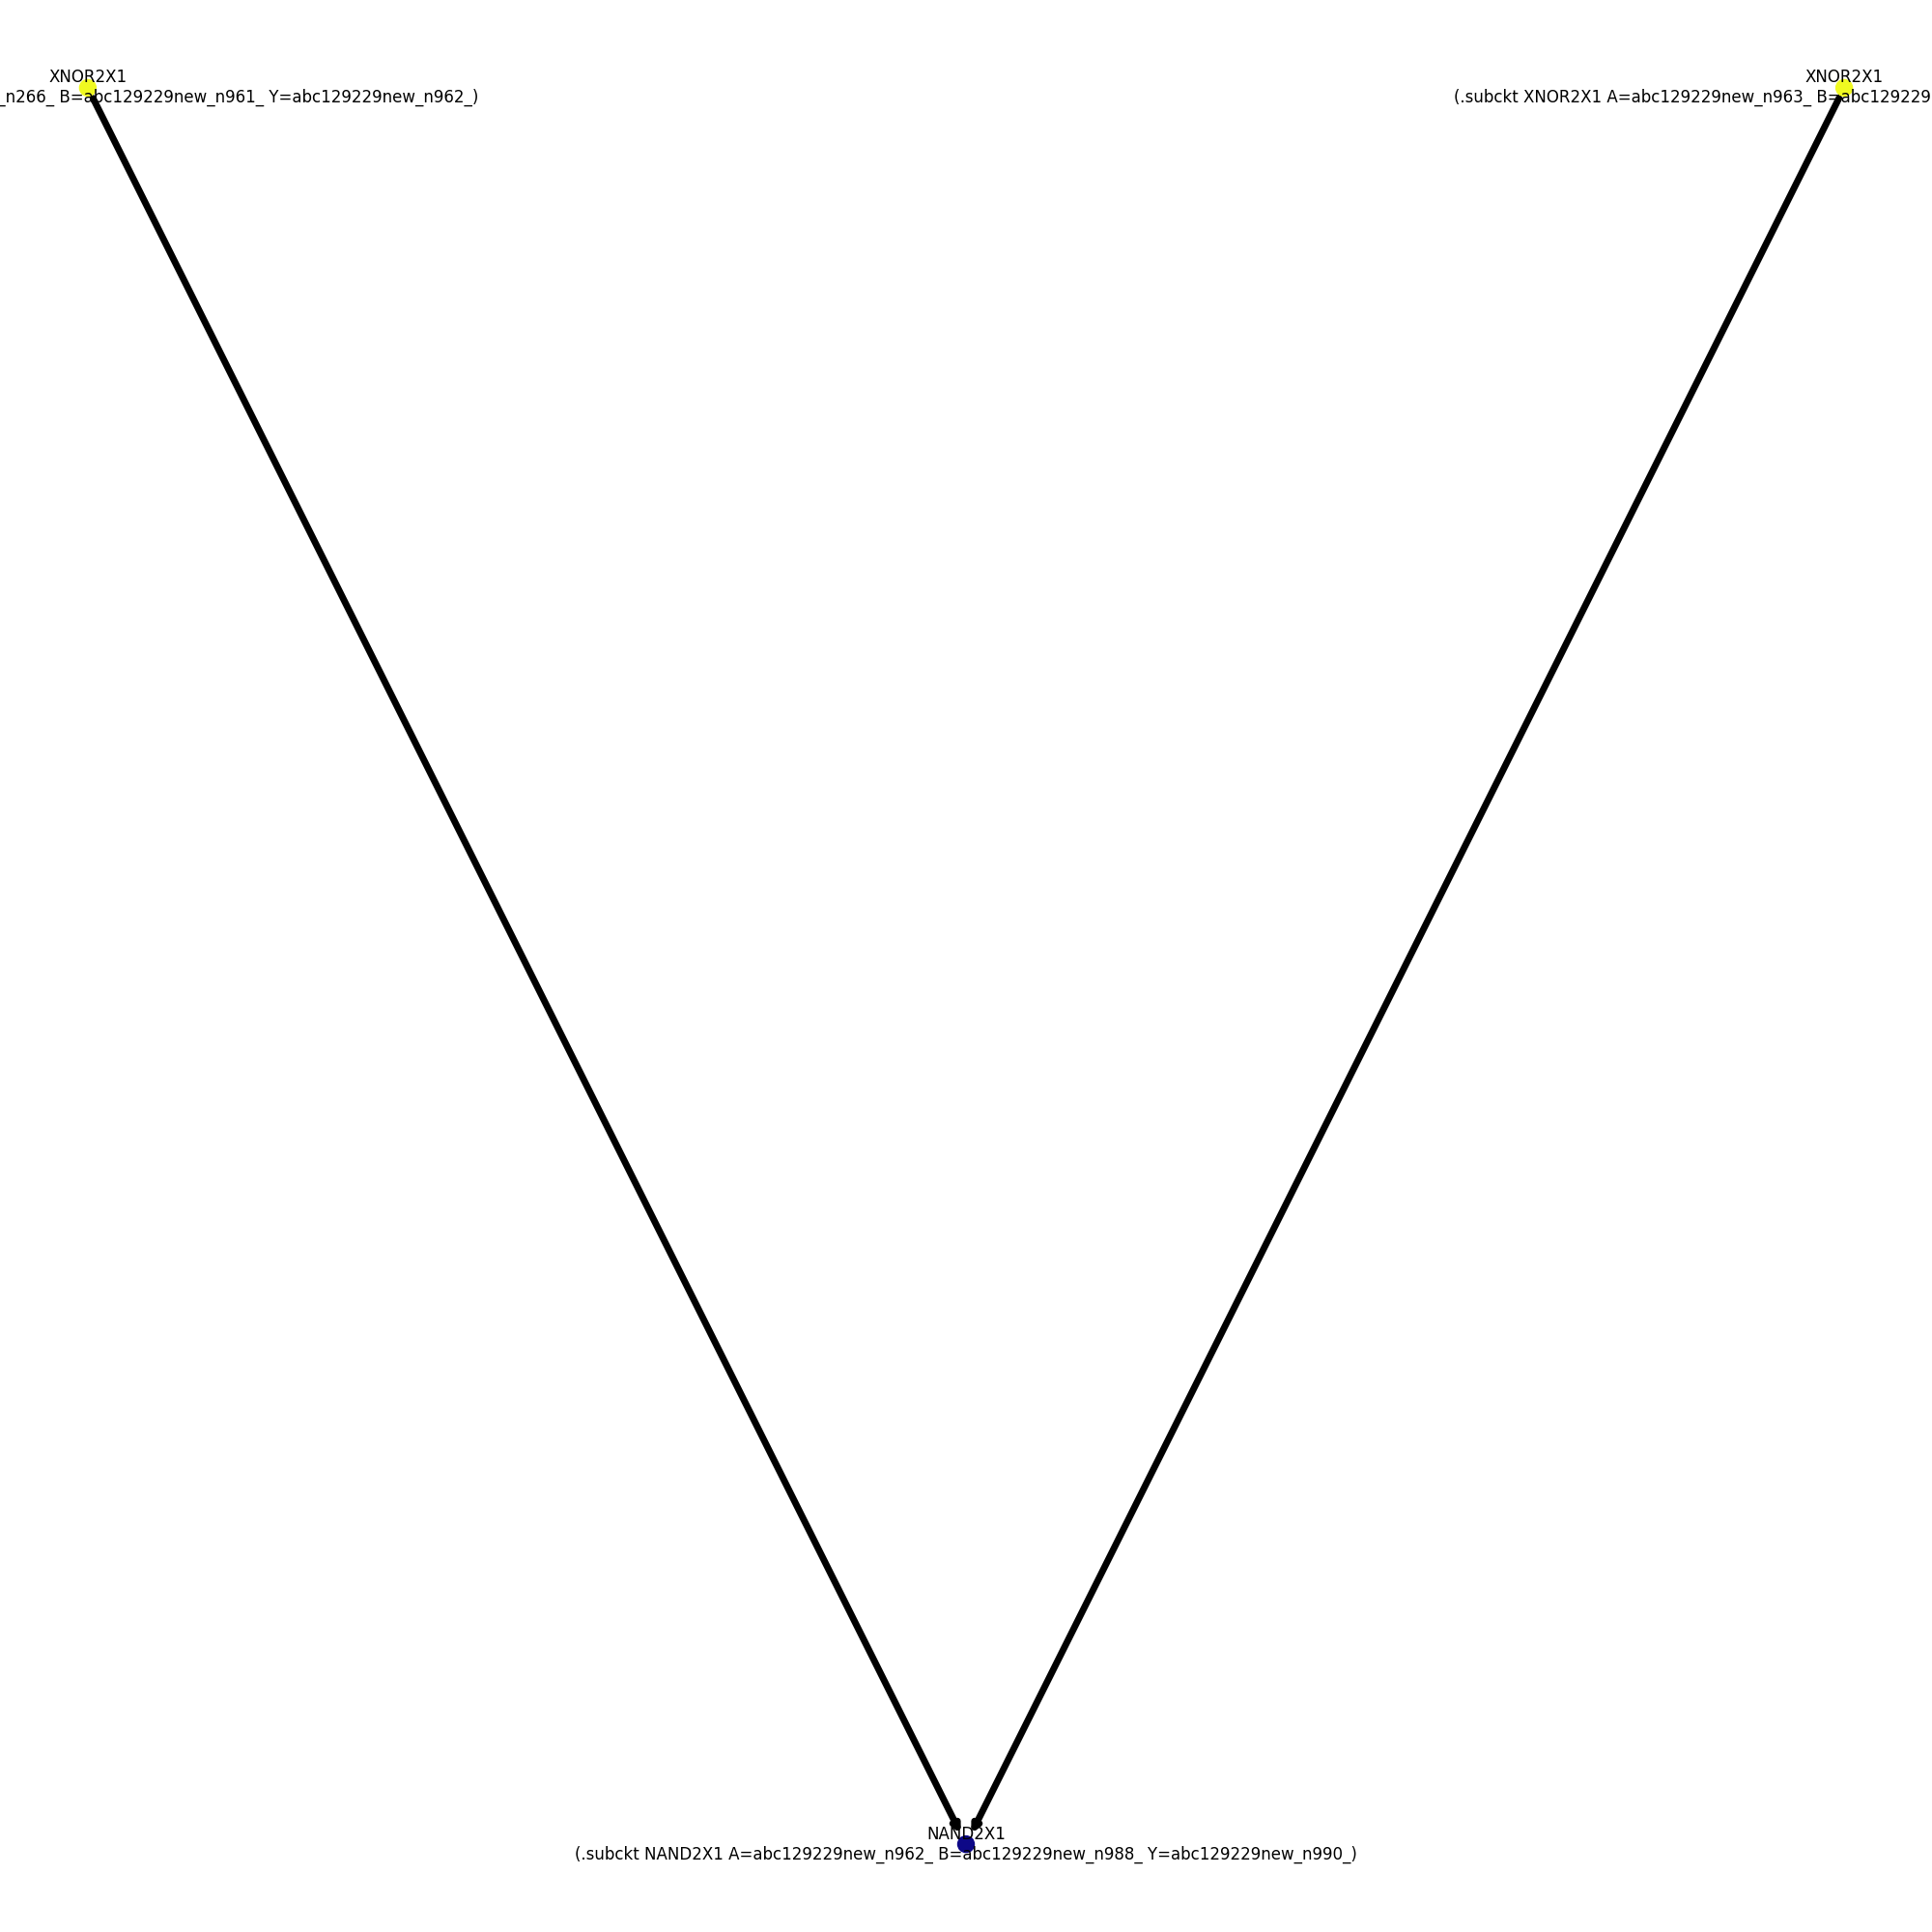 XNOR2X1
_n266_ B=abc129229new_n961_ Y=abc129229new_n962_)
XNOR2X1
(.subckt XNOR2X1 A=abc129229new_n963_ B=abc129229
NAND2X1
(.subckt NAND2X1 A=abc129229new_n962_ B=abc129229new_n988_ Y=abc129229new_n990_)